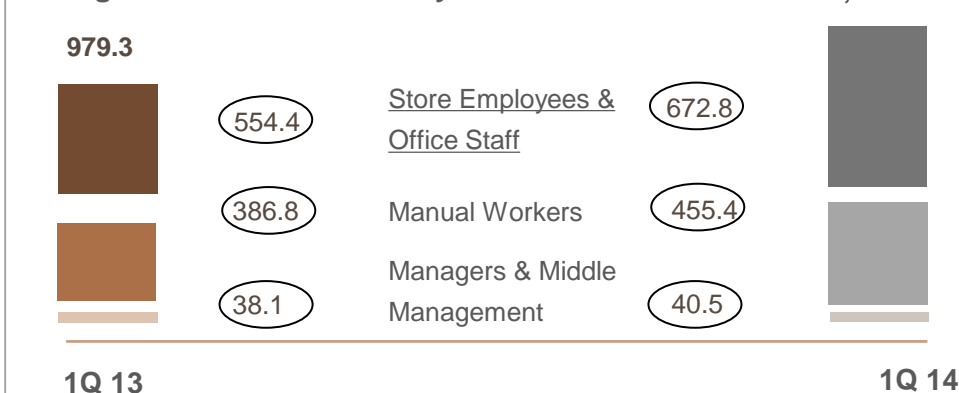 979.3
554.4
Store Employees &
Office Staff
672.8
386.8
Manual Workers
455.4
Managers & Middle
38.1
Management
40.5
1Q 13
1Q 14